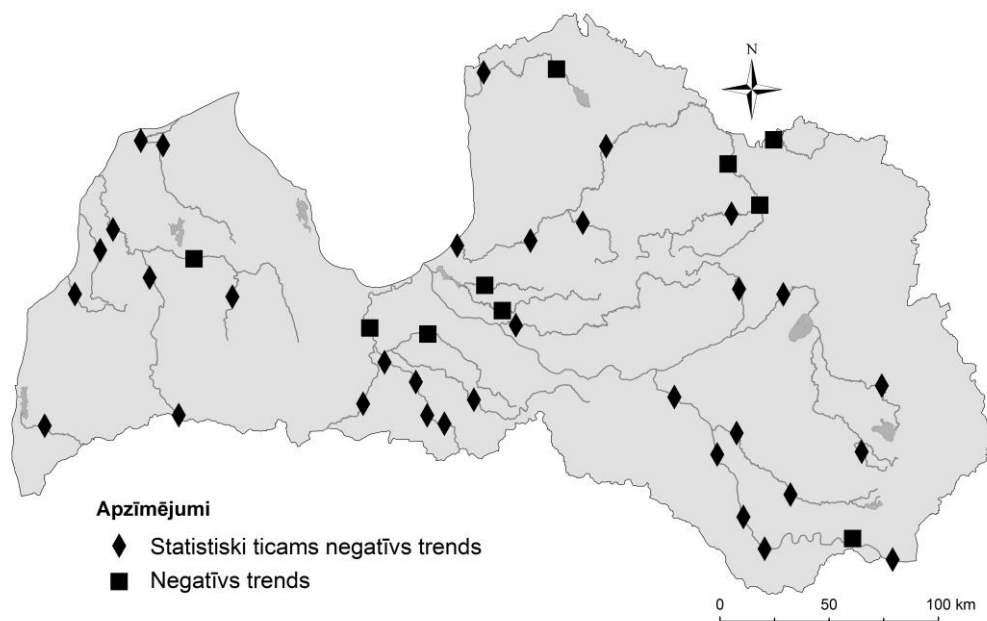 N
Apzīmējumi
Statistiski ticams negatīvs trends
Negatīvs trends
0 50 100 km